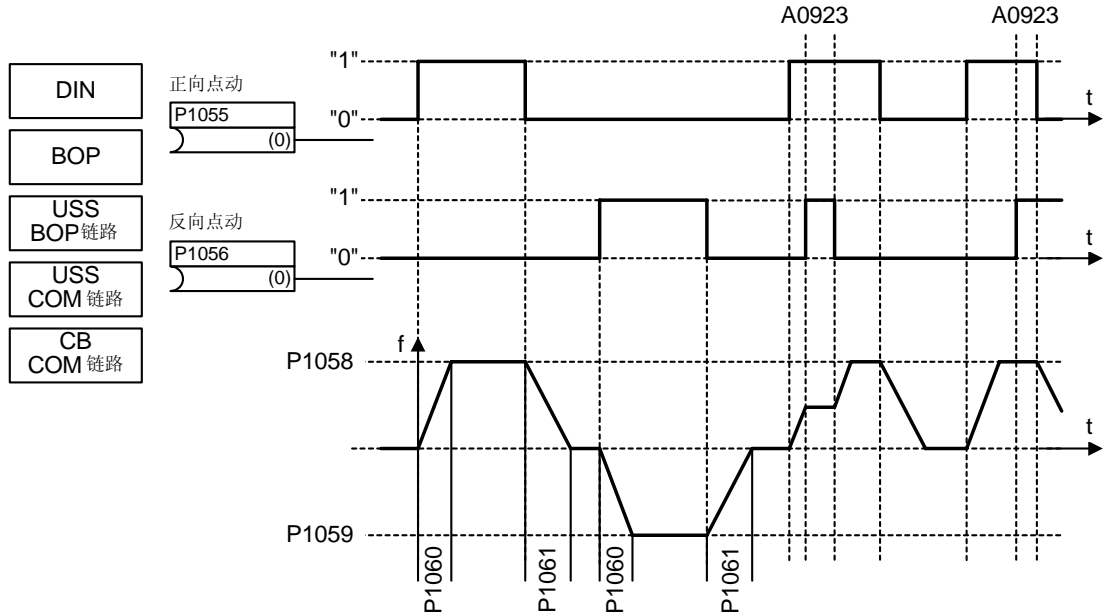 A0923 A0923
DIN
BOP
USS
BOP链路
USS
COM 链路
CB
COM 链路
正向点动
P1055
(0)
反向点动
P1056
(0)
"1"
"0"
t
"1"
"0"
t
f
P1058
t
P1059
P1060
P1061
P1060
P1061